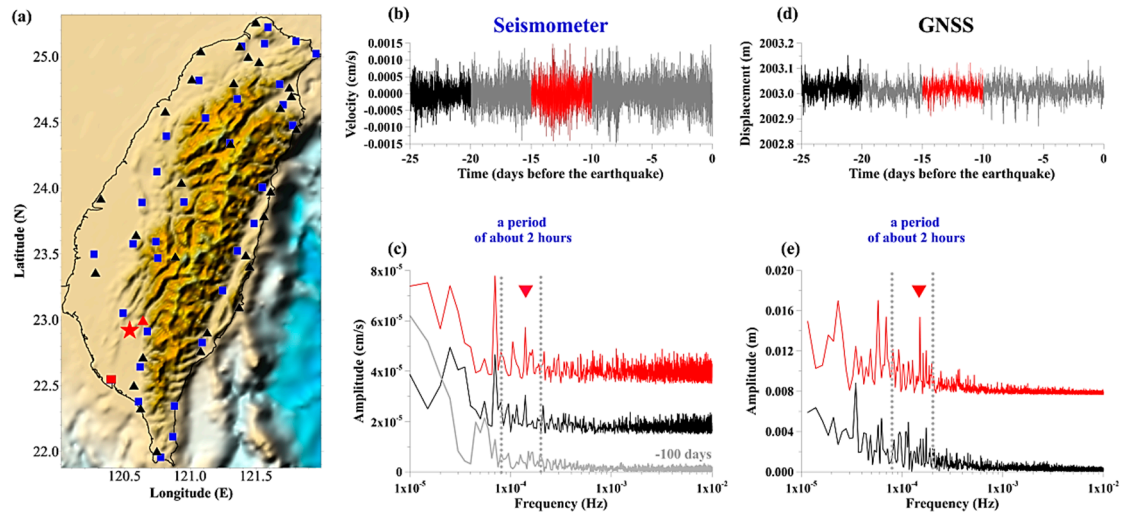 (a)
25.0
24.5
24.0
23.5
23.0
22.5
22.0
Latitude (N)
120.5 121.0 121.5
Longitude (E)
(b)
Seismometer
0.0015
0.0010
0.0005
0.0000
-0.0005
-0.0010
-0.0015
Velocity (cm/s)
-25 -20 -15 -10 -5 0
Time (days before the earthquake)
(d)
GNSS
2003.2
2003.1
2003.0
2002.9
2002.8
Displacement (m)
-25 -20 -15 -10 -5 0
Time (days before the earthquake)
a period
of about 2 hours
(c)
8x10⁻⁵
6x10⁻⁵
4x10⁻⁵
2x10⁻⁵
0
Amplitude (cm/s)
-100 days
1x10⁻⁵ 1x10⁻⁴ 1x10⁻³ 1x10⁻²
Frequency (Hz)
a period
of about 2 hours
(e)
0.020
0.016
0.012
0.008
0.004
0.000
Amplitude (m)
1x10⁻⁵ 1x10⁻⁴ 1x10⁻³ 1x10⁻²
Frequency (Hz)